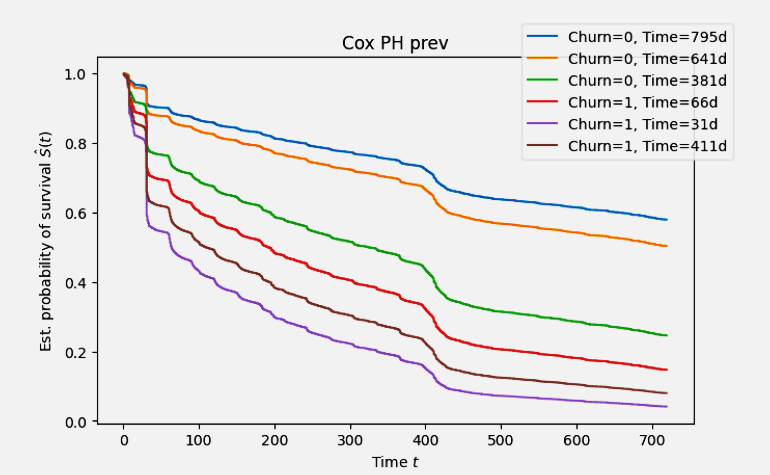 Cox PH prev
Churn=0, Time=795d
Churn=0, Time=641d
Churn=0, Time=381d
Churn=1, Time=66d
Churn=1, Time=31d
Churn=1, Time=411d
Est. probability of survival Ŝ(t)
1.0
0.8
0.6
0.4
0.2
0.0
0 100 200 300 400 500 600 700
Time t